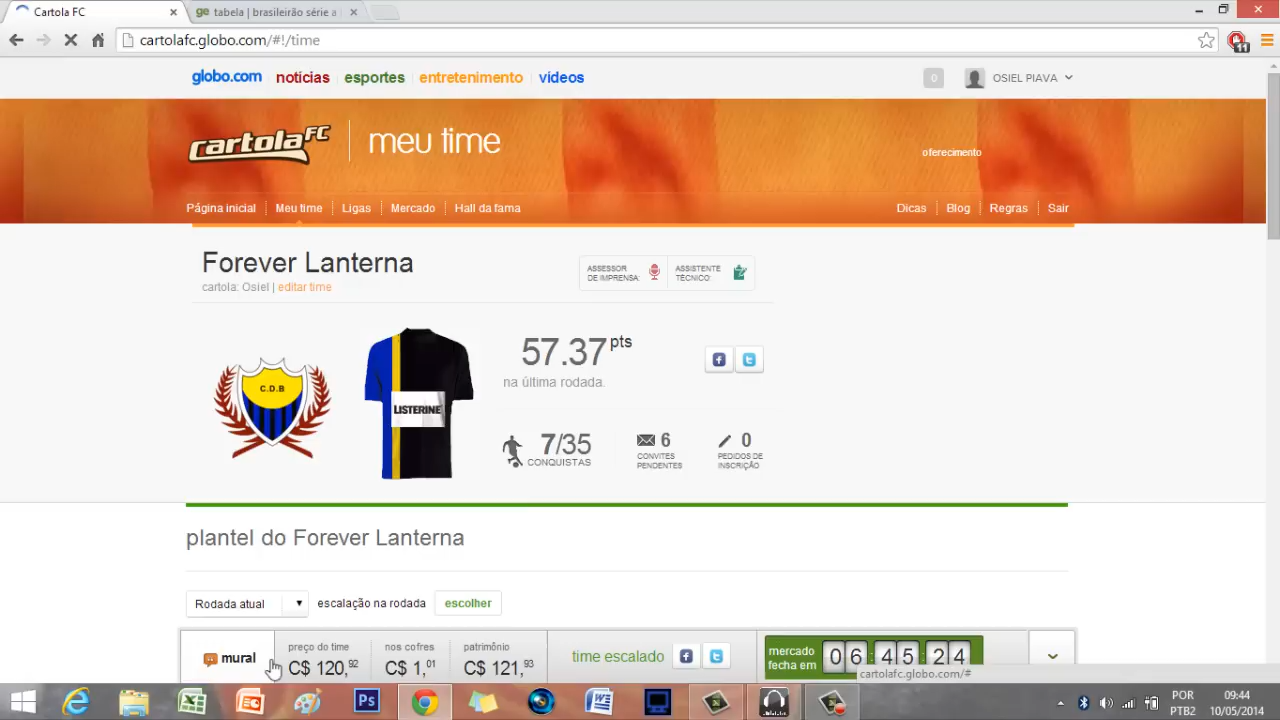 Cartola FC
ge tabela | brasileirão série a
cartolafc.globo.com/#!/time
11
globo.com notícias esportes entretenimento vídeos
0 OSIEL PIAVA
cartola FC meu time
oferecimento
Página inicial Meu time Ligas Mercado Hall da fama Dicas Blog Regras Sair
Forever Lanterna
cartola: Osiel | editar time
ASSESSOR DE IMPRENSA:
ASSISTENTE TÉCNICO:
C.D.B
LISTERINE
57.37 pts
na última rodada.
7/35
CONQUISTAS
6
CONVITES PENDENTES
0
PEDIDOS DE INSCRIÇÃO
plantel do Forever Lanterna
Rodada atual escalação na rodada escolher
mural
preço do time
C$ 120,92
nos cofres
C$ 1,01
patrimônio
C$ 121,93
time escalado
mercado fecha em 06 45 24
cartolafc.globo.com/#
POR
PTB2
09:44
10/05/2014